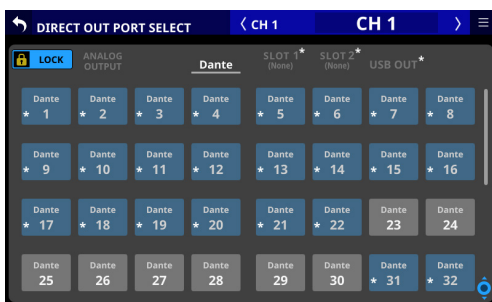 DIRECT OUT PORT SELECT CH 1 CH 1
LOCK ANALOG OUTPUT Dante SLOT 1* (None) SLOT 2* (None) USB OUT*
Dante Dante Dante Dante Dante Dante Dante Dante
* 1 * 2 * 3 * 4 * 5 * 6 * 7 * 8
Dante Dante Dante Dante Dante Dante Dante Dante
* 9 * 10 * 11 * 12 * 13 * 14 * 15 * 16
Dante Dante Dante Dante Dante Dante Dante Dante
* 17 * 18 * 19 * 20 * 21 * 22 23 24
Dante Dante Dante Dante Dante Dante Dante Dante
25 26 27 28 29 30 * 31 * 32